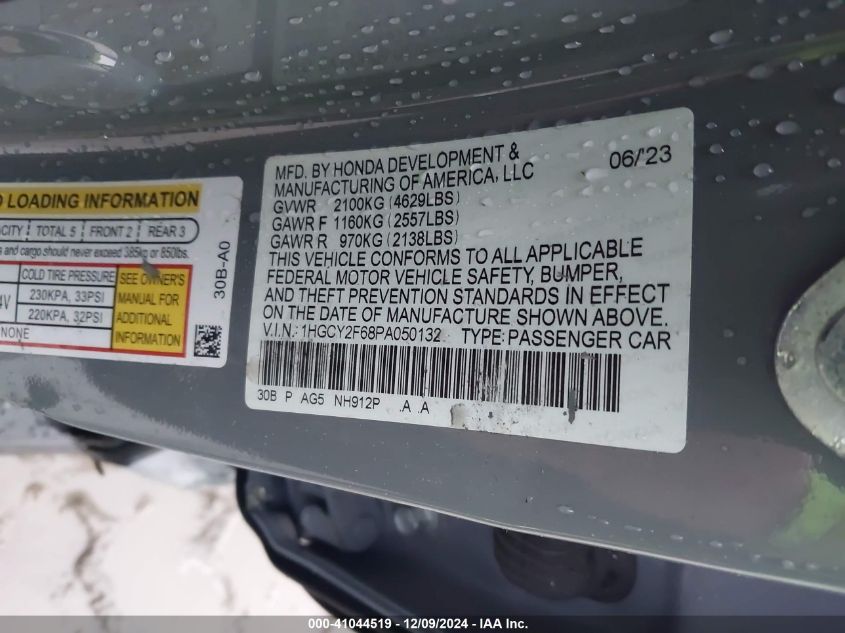 D LOADING INFORMATION
CITY TOTAL 5 FRONT 2 REAR 3
and cargo should never exceed 385kg or 850lbs.
COLD TIRE PRESSURE
230KPA, 33PSI
220KPA, 32PSI
NONE
SEE OWNER'S
MANUAL FOR
ADDITIONAL
INFORMATION
30B-A0
MFD. BY HONDA DEVELOPMENT & 06/'23
MANUFACTURING OF AMERICA, LLC
GVWR 2100KG (4629LBS)
GAWR F 1160KG (2557LBS)
GAWR R 970KG (2138LBS)
THIS VEHICLE CONFORMS TO ALL APPLICABLE
FEDERAL MOTOR VEHICLE SAFETY, BUMPER,
AND THEFT PREVENTION STANDARDS IN EFFECT
ON THE DATE OF MANUFACTURE SHOWN ABOVE.
V.I.N.: 1HGCY2F68PA050132 TYPE: PASSENGER CAR
30B P AG5 NH912P .A A
000-41044519 - 12/09/2024 - IAA Inc.